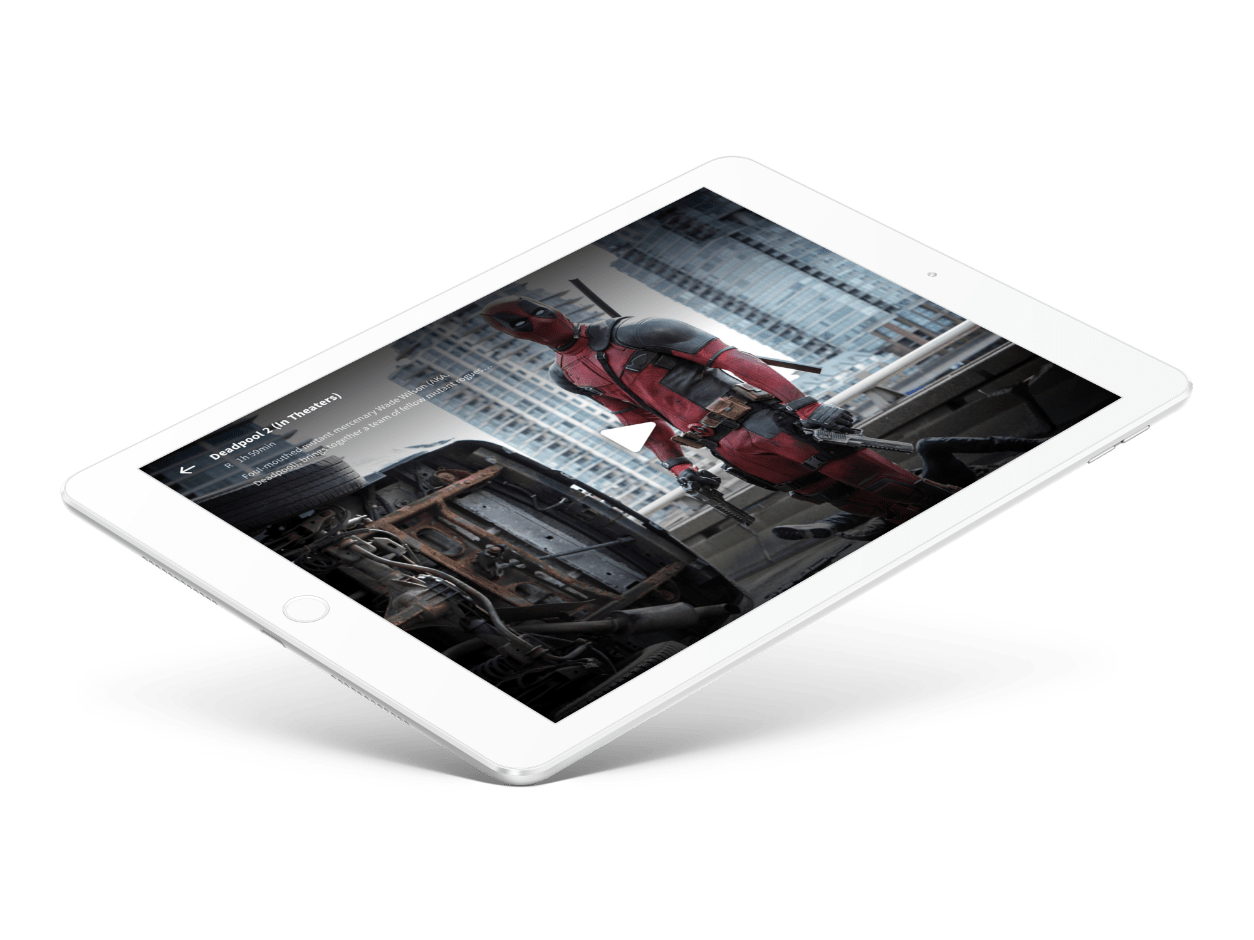 Deadpool 2 (In Theaters)
R · 1h 59min
Foul-mouthed mutant mercenary Wade Wilson (AKA.
Deadpool), brings together a team of fellow mutant rogues...